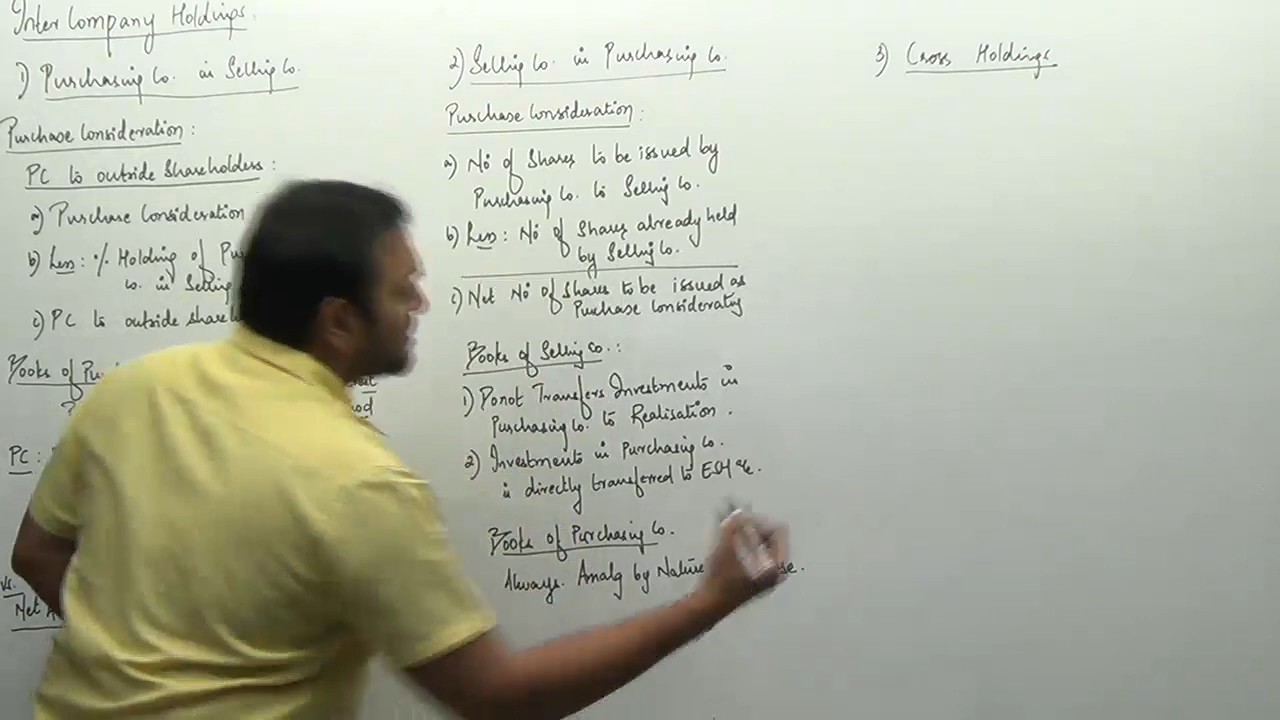 Inter Company Holdings.
1) Purchasing Co. in Selling Co.
Purchase Consideration :
PC to outside Shareholders :
a) Purchase Consideration
b) Less : % Holding of
Co. in Selling
c) PC to outside
Books of
PC :
Vs.
Net
2) Selling Co. in Purchasing Co.
Purchase Consideration :
a) No of Shares to be issued by
Purchasing Co. to Selling Co.
b) Less : No of Shares already held
by Selling Co.
c) Net No of Shares to be issued as
Purchase Consideration
Books of Selling Co. :
1) Donot Transfers Investments in
Purchasing Co. to Realisation.
2) Investments in Purchasing Co.
is directly transferred to ESH a/c.
Books of Purchasing Co.
Always. Amalg by Nature
3) Cross Holdings